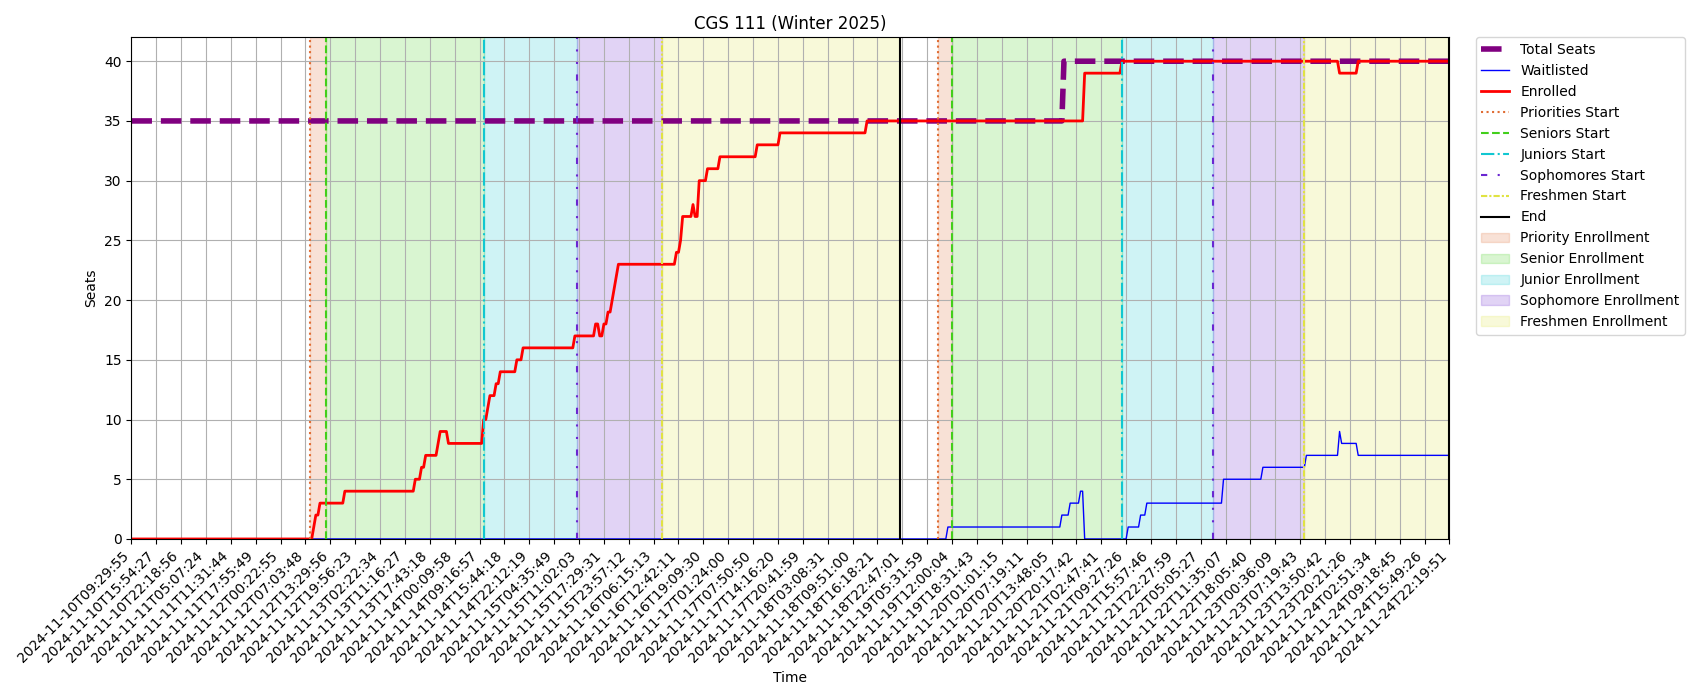 CGS 111 (Winter 2025)
Seats
40
35
30
25
20
15
10
5
0
2024-11-10T09:29:55
2024-11-10T15:54:27
2024-11-10T22:18:56
2024-11-11T05:07:24
2024-11-11T11:31:44
2024-11-11T17:55:49
2024-11-12T00:22:55
2024-11-12T07:03:48
2024-11-12T13:29:56
2024-11-12T19:56:23
2024-11-13T02:22:34
2024-11-13T11:16:27
2024-11-13T17:43:18
2024-11-14T00:09:58
2024-11-14T09:16:57
2024-11-14T15:44:18
2024-11-14T22:12:19
2024-11-15T04:35:49
2024-11-15T11:02:03
2024-11-15T17:29:31
2024-11-15T23:57:12
2024-11-16T06:15:13
2024-11-16T12:42:11
2024-11-16T19:09:30
2024-11-17T01:24:00
2024-11-17T07:50:50
2024-11-17T14:16:20
2024-11-17T20:41:59
2024-11-18T03:08:31
2024-11-18T09:51:00
2024-11-18T16:18:21
2024-11-18T22:47:01
2024-11-19T05:31:59
2024-11-19T12:00:04
2024-11-19T18:31:43
2024-11-20T01:01:15
2024-11-20T07:19:11
2024-11-20T13:48:05
2024-11-20T20:17:42
2024-11-21T02:47:41
2024-11-21T09:27:26
2024-11-21T15:57:46
2024-11-21T22:27:59
2024-11-22T05:05:27
2024-11-22T11:35:07
2024-11-22T18:05:40
2024-11-23T00:36:09
2024-11-23T07:19:43
2024-11-23T13:50:42
2024-11-23T20:21:26
2024-11-24T02:51:34
2024-11-24T09:18:45
2024-11-24T15:49:26
2024-11-24T22:19:51
Time
Total Seats
Waitlisted
Enrolled
Priorities Start
Seniors Start
Juniors Start
Sophomores Start
Freshmen Start
End
Priority Enrollment
Senior Enrollment
Junior Enrollment
Sophomore Enrollment
Freshmen Enrollment